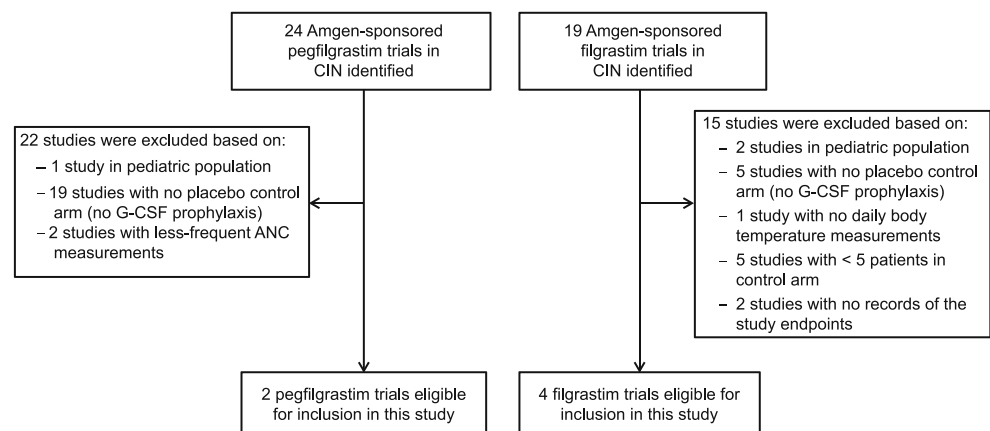 24 Amgen-sponsored
pegfilgrastim trials in
CIN identified
19 Amgen-sponsored
filgrastim trials in
CIN identified
22 studies were excluded based on:
– 1 study in pediatric population
– 19 studies with no placebo control
arm (no G-CSF prophylaxis)
– 2 studies with less-frequent ANC
measurements
15 studies were excluded based on:
– 2 studies in pediatric population
– 5 studies with no placebo control
arm (no G-CSF prophylaxis)
– 1 study with no daily body
temperature measurements
– 5 studies with < 5 patients in
control arm
– 2 studies with no records of the
study endpoints
2 pegfilgrastim trials eligible
for inclusion in this study
4 filgrastim trials eligible for
inclusion in this study